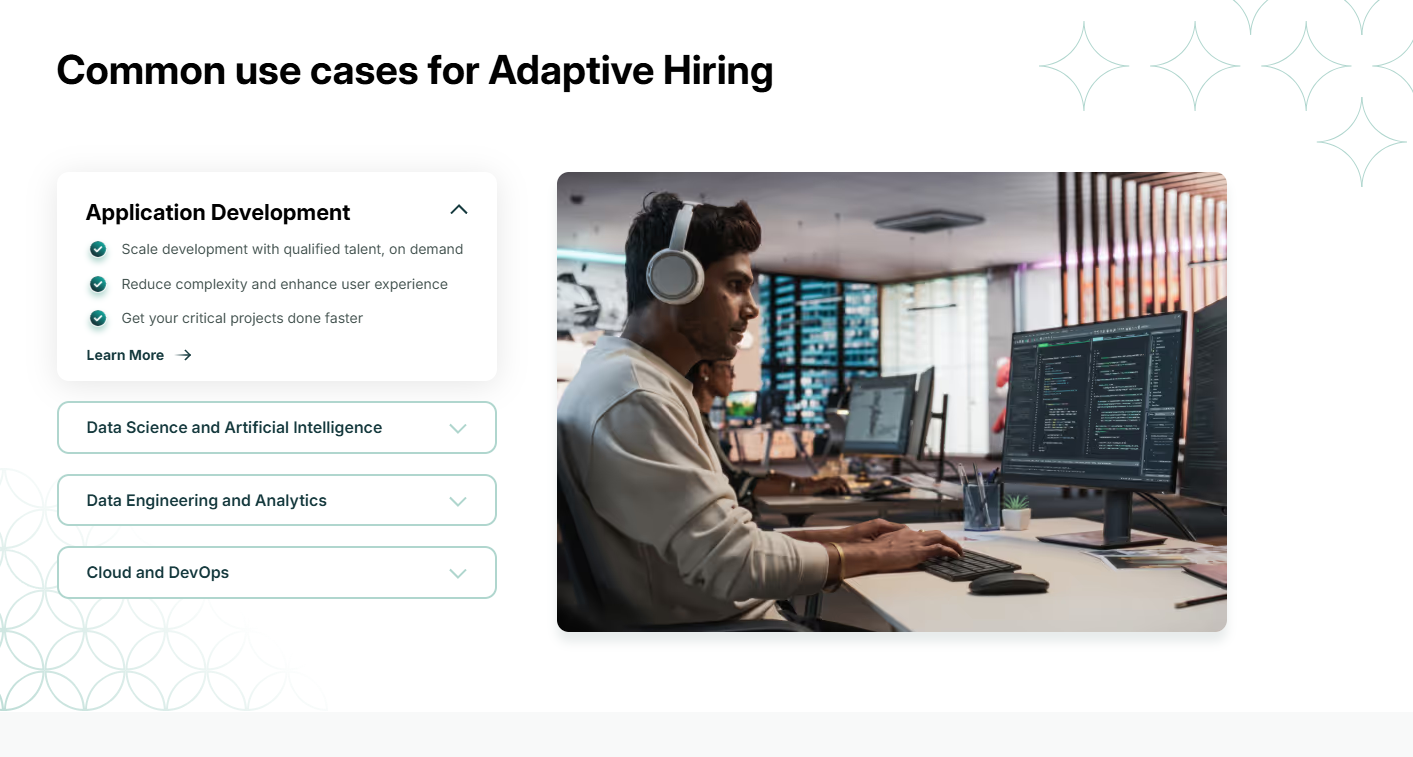 Common use cases for Adaptive Hiring
Application Development
Scale development with qualified talent, on demand
Reduce complexity and enhance user experience
Get your critical projects done faster
Learn More
Data Science and Artificial Intelligence
Data Engineering and Analytics
Cloud and DevOps